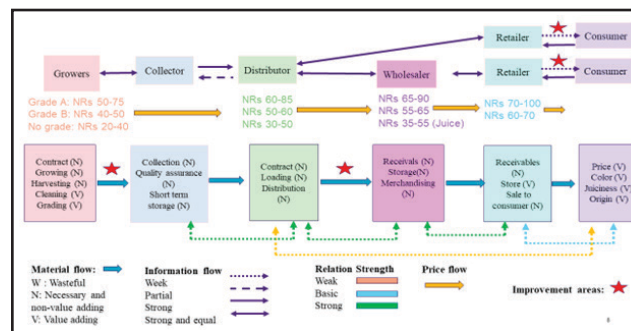 Retailer
Consumer
Growers
Collector
Distributor
Wholesaler
Retailer
Consumer
Grade A: NRs 50-75
Grade B: NRs 40-50
No grade: NRs 20-40
NRs 60-85
NRs 50-60
NRs 30-50
NRs 65-90
NRs 55-65
NRs 35-55 (Juice)
NRs 70-100
NRs 60-70
Contract (N)
Growing (N)
Harvesting (N)
Cleaning (V)
Grading (V)
Collection (N)
Quality assurance
(N)
Short term
storage (N)
Contract (N)
Loading (N)
Distribution
(N)
Receivals (N)
Storage(N)
Merchandising
(N)
Receivables
(N)
Store (V)
Sale to
consumer (N)
Price (V)
Color (V)
Juiciness (V)
Origin (V)
Material flow:
W : Wasteful
N: Necessary and
non-value adding
V: Value adding
Information flow
Week
Partial
Strong
Strong and equal
Relation Strength
Weak
Basic
Strong
Price flow
Improvement areas: